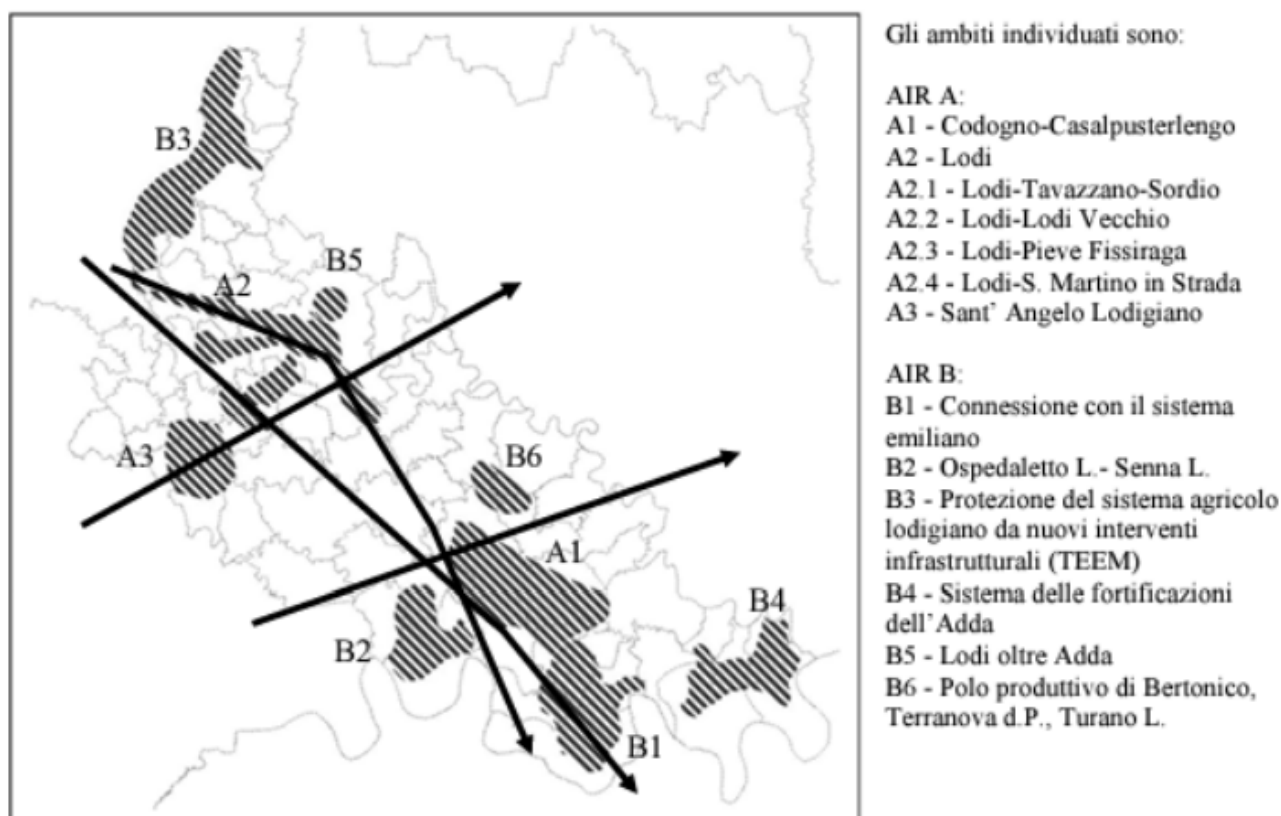 B3
A2
B5
A3
B6
A1
B2
B4
B1
Gli ambiti individuati sono:
AIR A:
A1 - Codogno-Casalpusterlengo
A2 - Lodi
A2.1 - Lodi-Tavazzano-Sordio
A2.2 - Lodi-Lodi Vecchio
A2.3 - Lodi-Pieve Fissiraga
A2.4 - Lodi-S. Martino in Strada
A3 - Sant’ Angelo Lodigiano
AIR B:
B1 - Connessione con il sistema
emiliano
B2 - Ospedaletto L.- Senna L.
B3 - Protezione del sistema agricolo
lodigiano da nuovi interventi
infrastrutturali (TEEM)
B4 - Sistema delle fortificazioni
dell’Adda
B5 - Lodi oltre Adda
B6 - Polo produttivo di Bertonico,
Terranova d.P., Turano L.